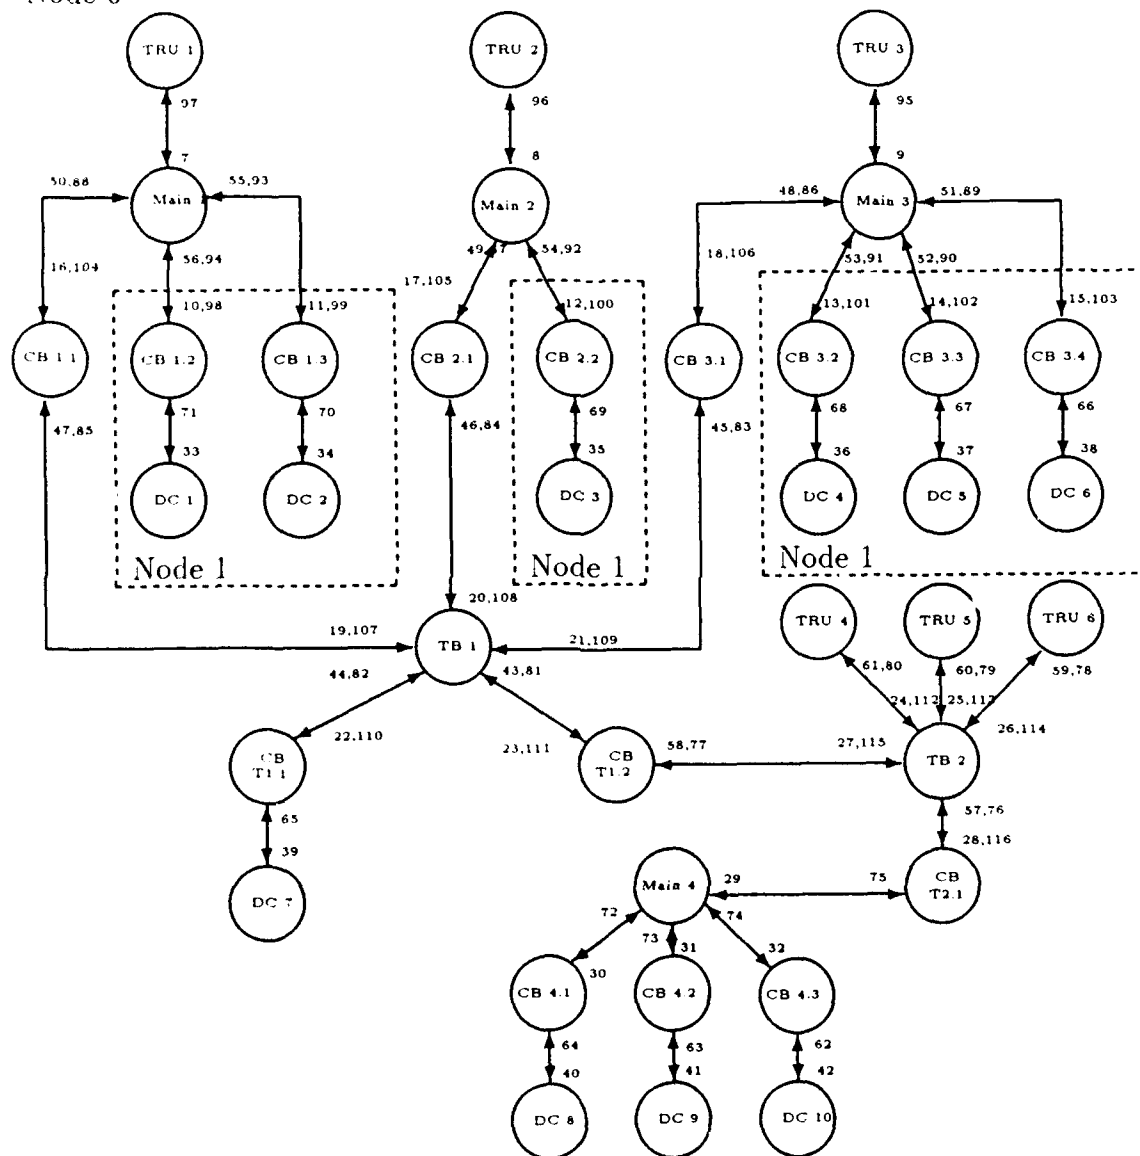 TRU 1
TRU 2
TRU 3
97
96
95
7
8
9
50,88
55,93
48,86
51,89
Main
Main 2
Main 3
16,104
56,94
54,92
18,106
53,91
52,90
17,105
10,98
11,99
12,100
13,101
14,102
15,103
CB 1.1
CB 1.2
CB 1.3
CB 2.1
CB 2.2
CB 3.1
CB 3.2
CB 3.3
CB 3.4
47,85
71
70
46,84
69
45,83
68
67
66
33
34
35
36
37
38
DC 1
DC 2
DC 3
DC 4
DC 5
DC 6
Node 1
Node 1
Node 1
20,108
19,107
TB 1
21,109
TRU 4
TRU 5
TRU 6
44,82
43,81
61,80
60,79
59,78
24,112
26,114
22,110
23,111
58,77
27,115
CB
T1.1
CB
T1.2
TB 2
65
57,76
39
28,116
DC 7
Main 4
29
75
CB
T2.1
72
73
74
30
31
32
CB 4.1
CB 4.2
CB 4.3
64
63
62
40
41
42
DC 8
DC 9
DC 10